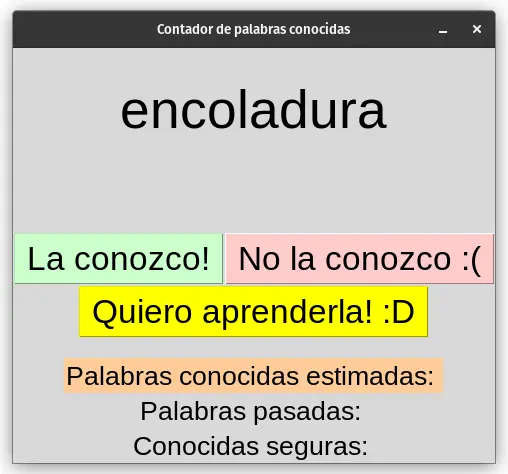 Contador de palabras conocidas
encoladura
La conozco! No la conozco :(
Quiero aprenderla! :D
Palabras conocidas estimadas:
Palabras pasadas:
Conocidas seguras: